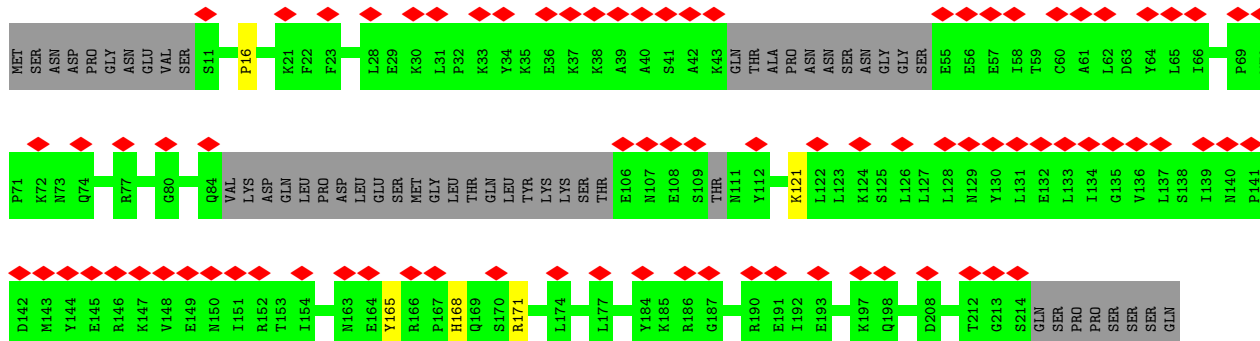 MET SER ASN ASP PRO GLY ASN GLU VAL SER S11 P16 K21 F22 F23 L28 E29 K30 L31 P32 K33 Y34 K35 E36 K37 K38 A39 A40 S41 A42 K43 GLN THR ALA PRO ASN ASN SER ASN GLY GLY SER E55 E56 E57 I58 T59 C60 A61 L62 D63 Y64 L65 I66 P69
P71 K72 N73 Q74 R77 G80 Q84 VAL LYS ASP GLN LEU PRO ASP LEU GLU SER MET GLY LEU THR GLN LEU TYR LYS LYS SER THR E106 N107 E108 S109 THR N111 Y112 K121 L122 L123 K124 S125 L126 L127 L128 N129 Y130 L131 E132 L133 I134 G135 V136 L137 S138 I139 N140 P141
D142 M143 Y144 E145 R146 K147 V148 E149 N150 I151 R152 T153 I154 N163 E164 Y165 R166 P167 H168 Q169 S170 R171 L174 L177 Y184 K185 R186 G187 R190 E191 I192 E193 K197 Q198 D208 T212 G213 S214 GLN SER PRO PRO SER SER SER GLN